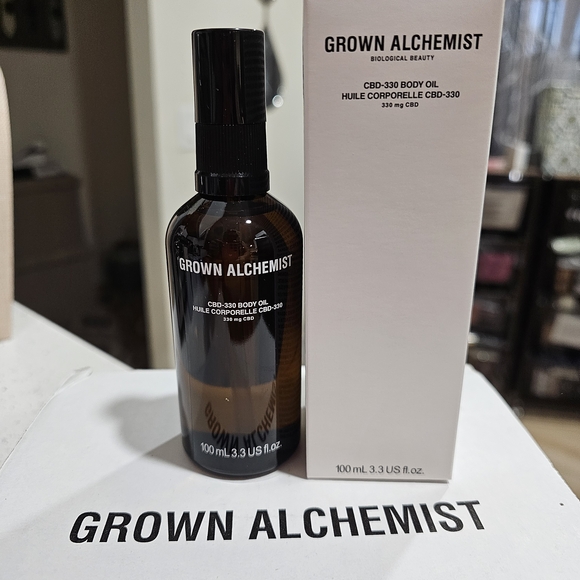 GROWN ALCHEMIST
BIOLOGICAL BEAUTY
CBD-330 BODY OIL
HUILE CORPORELLE CBD-330
330 mg CBD
100 mL 3.3 US fl.oz.
GROWN ALCHEMIST
CBD-330 BODY OIL
HUILE CORPORELLE CBD-330
330 mg CBD
GROWN ALCHEMIST
100 mL 3.3 US fl.oz.
GROWN ALCHEMIST